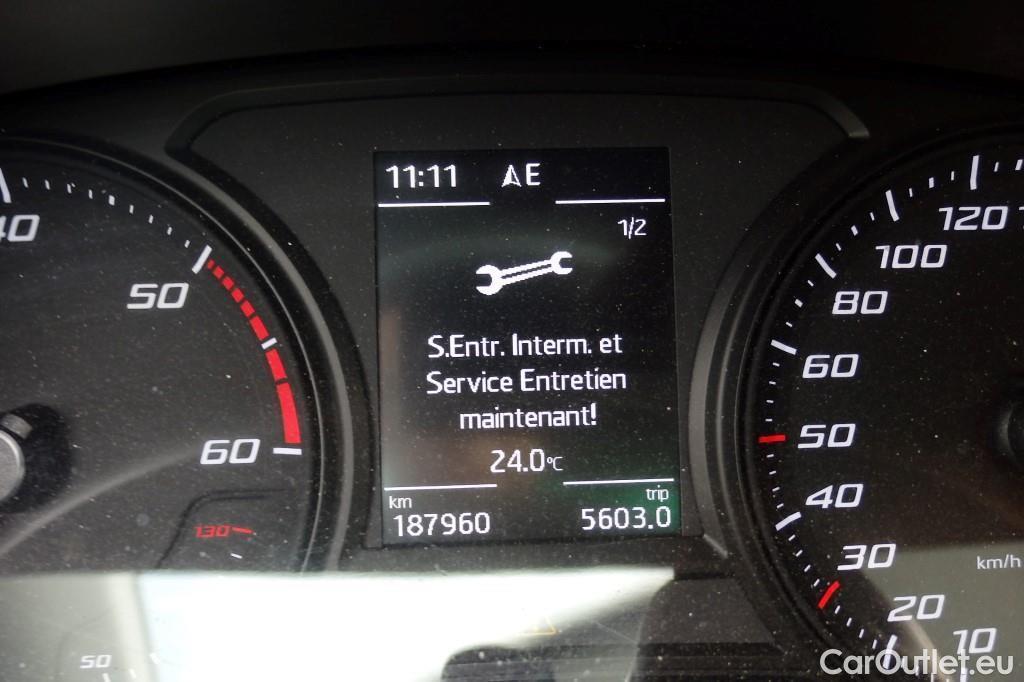 11:11 AE
1/2
S.Entr. Interm. et
Service Entretien
maintenant!
24.0°C
km
187960
trip
5603.0
40
50
60
130
50
120
100
80
60
50
40
30
20
10
km/h
CarOutlet.eu